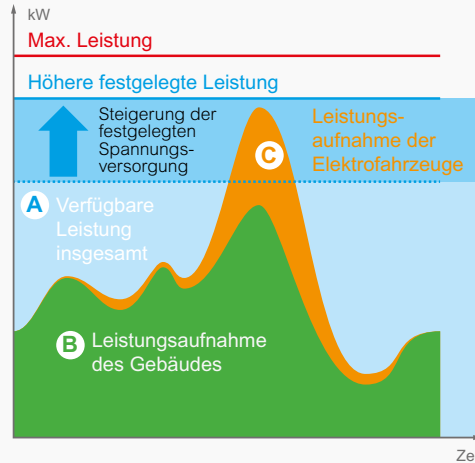 kW
Max. Leistung
Höhere festgelegte Leistung
Steigerung der
festgelegten
Spannungs-
versorgung
Leistungs-
aufnahme der
Elektrofahrzeuge
C
A Verfügbare
Leistung
insgesamt
B Leistungsaufnahme
des Gebäudes